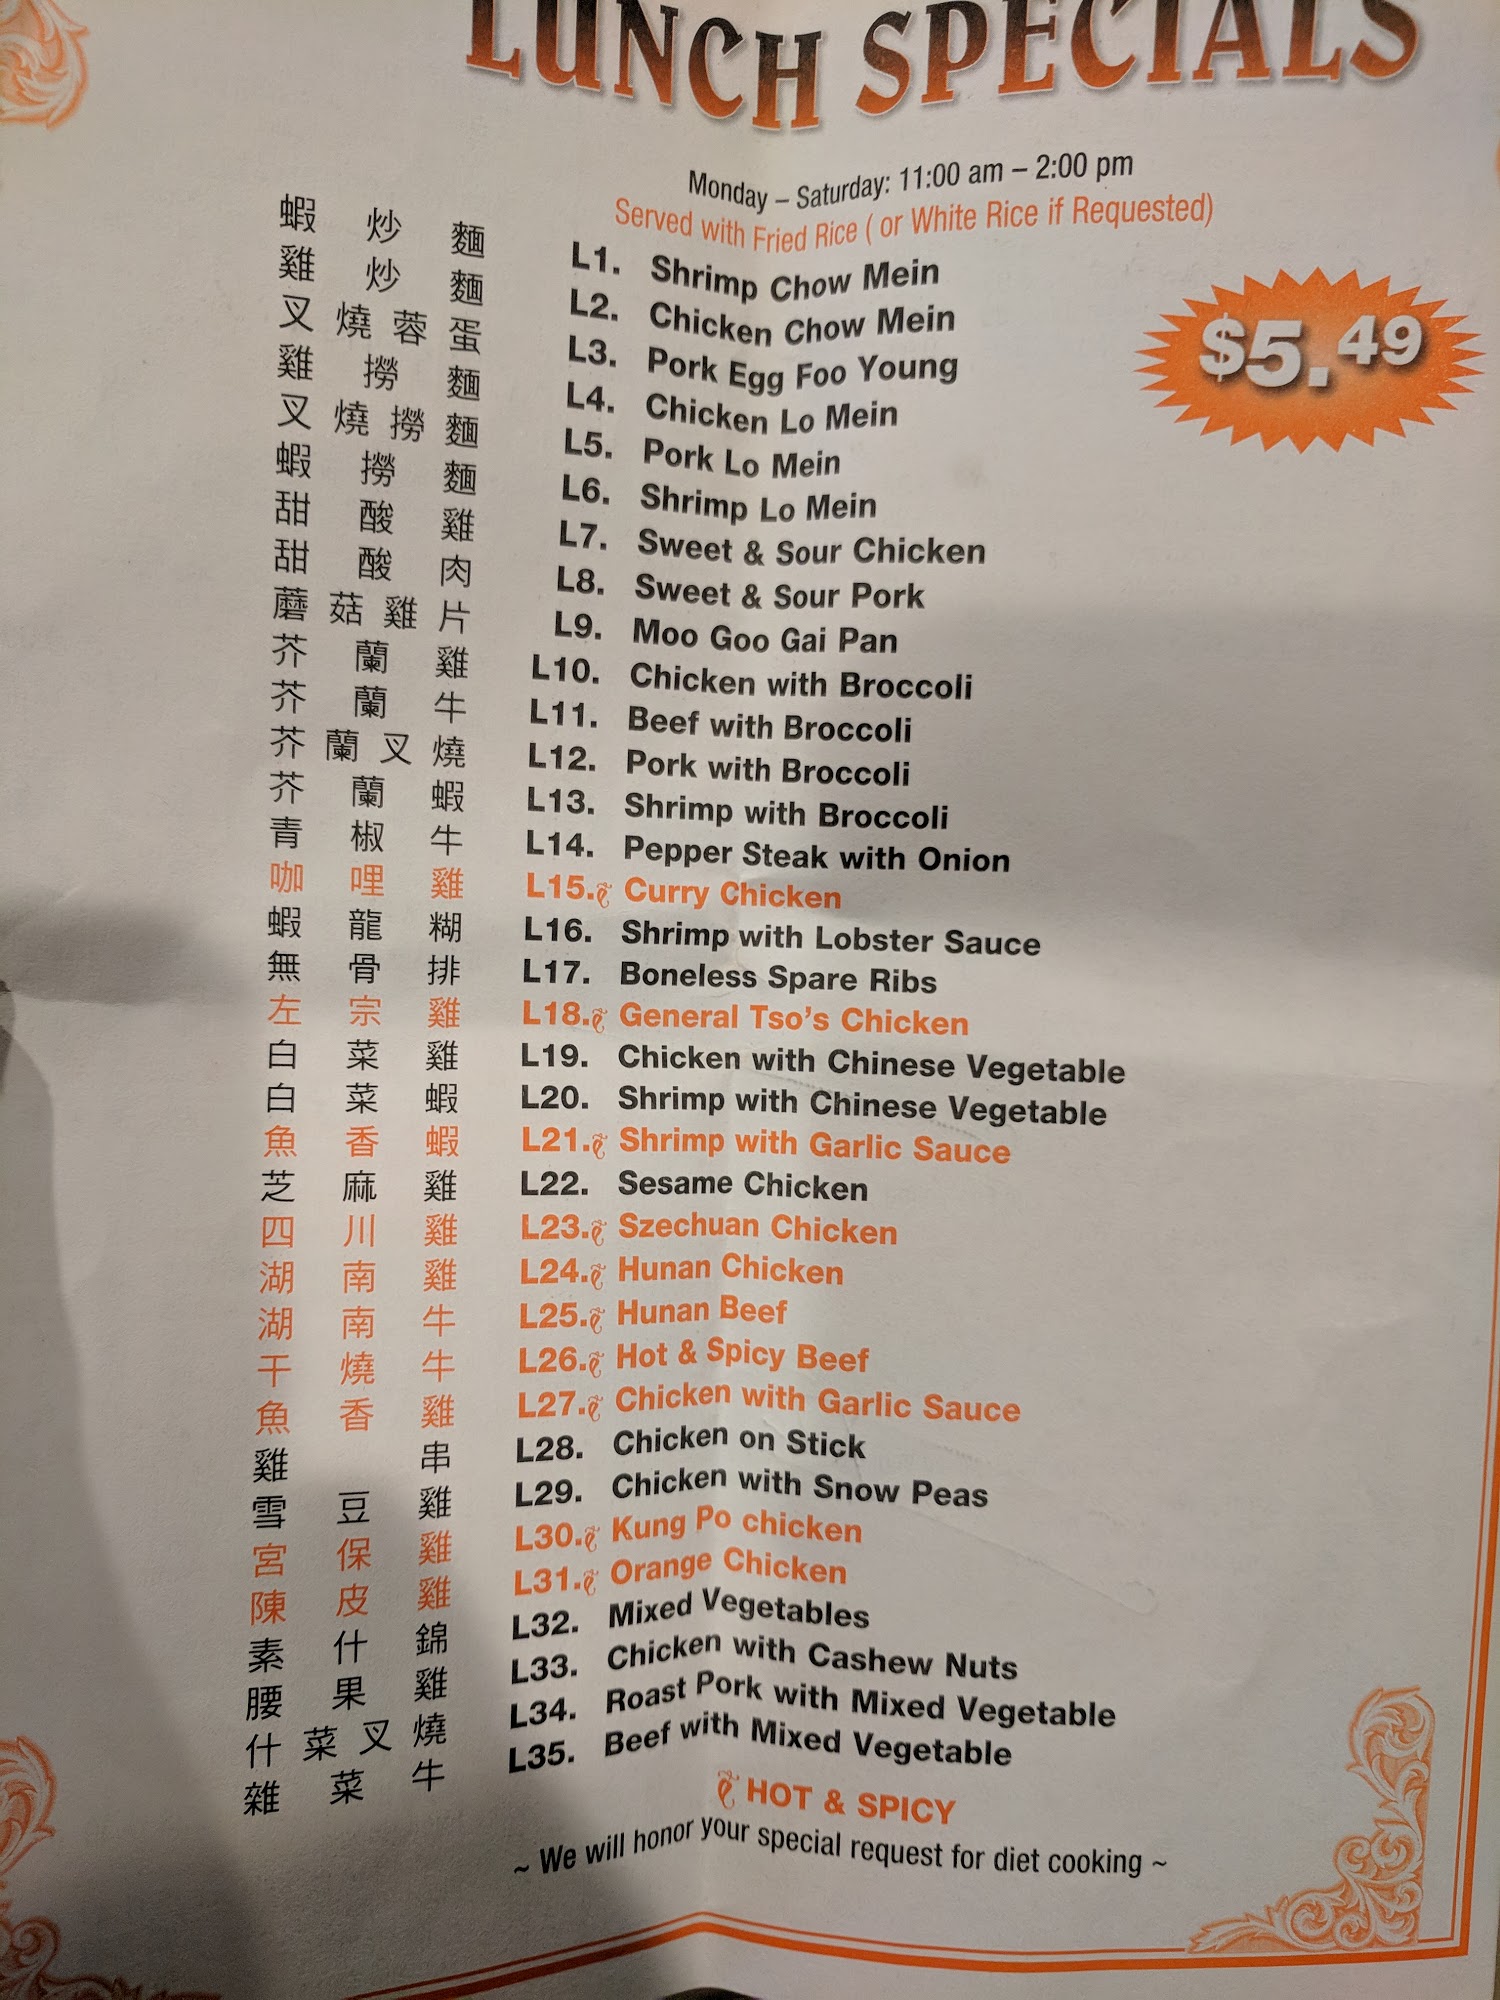 LUNCH SPECIALS
Monday – Saturday: 11:00 am – 2:00 pm
Served with Fried Rice ( or White Rice if Requested)
$5.49
蝦 炒 麵 L1. Shrimp Chow Mein
雞 炒 麵 L2. Chicken Chow Mein
叉 燒 蓉 蛋 L3. Pork Egg Foo Young
雞 撈 麵 L4. Chicken Lo Mein
叉 燒 撈 麵 L5. Pork Lo Mein
蝦 撈 麵 L6. Shrimp Lo Mein
甜 酸 雞 L7. Sweet & Sour Chicken
甜 酸 肉 L8. Sweet & Sour Pork
蘑 菇 雞 片 L9. Moo Goo Gai Pan
芥 蘭 雞 L10. Chicken with Broccoli
芥 蘭 牛 L11. Beef with Broccoli
芥 蘭 叉 燒 L12. Pork with Broccoli
芥 蘭 蝦 L13. Shrimp with Broccoli
青 椒 牛 L14. Pepper Steak with Onion
咖 哩 雞 L15. Curry Chicken
蝦 龍 糊 L16. Shrimp with Lobster Sauce
無 骨 排 L17. Boneless Spare Ribs
左 宗 雞 L18. General Tso's Chicken
白 菜 雞 L19. Chicken with Chinese Vegetable
白 菜 蝦 L20. Shrimp with Chinese Vegetable
魚 香 蝦 L21. Shrimp with Garlic Sauce
芝 麻 雞 L22. Sesame Chicken
四 川 雞 L23. Szechuan Chicken
湖 南 雞 L24. Hunan Chicken
湖 南 牛 L25. Hunan Beef
干 燒 牛 L26. Hot & Spicy Beef
魚 香 雞 L27. Chicken with Garlic Sauce
雞 串 L28. Chicken on Stick
雪 豆 雞 L29. Chicken with Snow Peas
宮 保 雞 L30. Kung Po chicken
陳 皮 雞 L31. Orange Chicken
素 什 錦 L32. Mixed Vegetables
腰 果 雞 L33. Chicken with Cashew Nuts
什 菜 叉 燒 L34. Roast Pork with Mixed Vegetable
雜 菜 牛 L35. Beef with Mixed Vegetable
HOT & SPICY
~ We will honor your special request for diet cooking ~